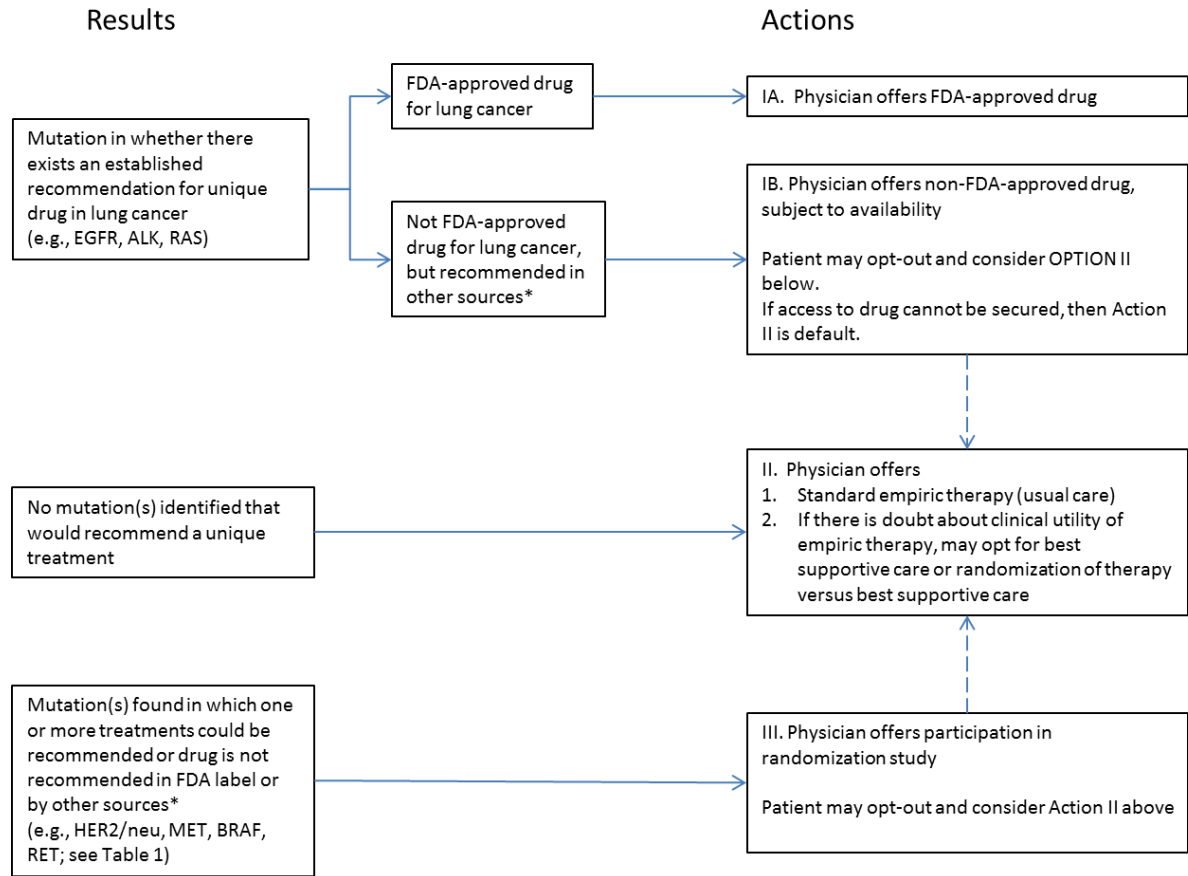 Results
Actions
FDA-approved drug
for lung cancer
IA. Physician offers FDA-approved drug
Mutation in whether there
exists an established
recommendation for unique
drug in lung cancer
(e.g., EGFR, ALK, RAS)
Not FDA-approved
drug for lung cancer,
but recommended in
other sources*
IB. Physician offers non-FDA-approved drug,
subject to availability
Patient may opt-out and consider OPTION II
below.
If access to drug cannot be secured, then Action
II is default.
No mutation(s) identified that
would recommend a unique
treatment
II. Physician offers
1. Standard empiric therapy (usual care)
2. If there is doubt about clinical utility of
empiric therapy, may opt for best
supportive care or randomization of therapy
versus best supportive care
Mutation(s) found in which one
or more treatments could be
recommended or drug is not
recommended in FDA label or
by other sources*
(e.g., HER2/neu, MET, BRAF,
RET; see Table 1)
III. Physician offers participation in
randomization study
Patient may opt-out and consider Action II above